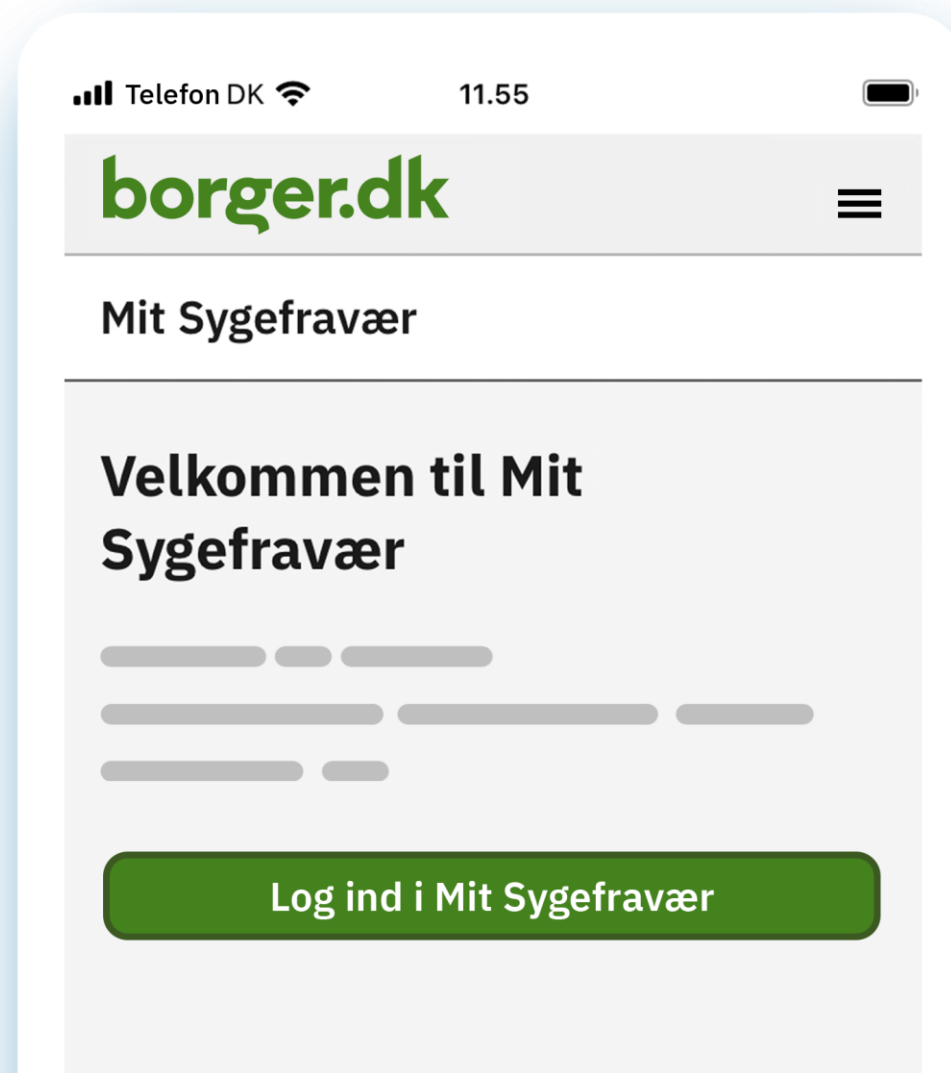 Telefon DK 11.55
borger.dk
Mit Sygefravær
Velkommen til Mit
Sygefravær
Log ind i Mit Sygefravær